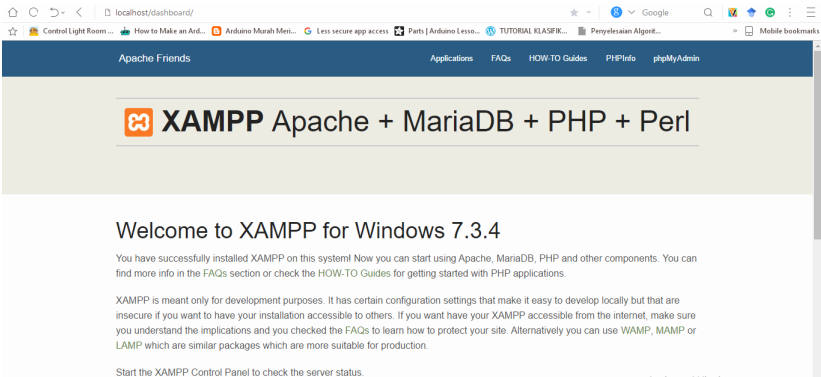 localhost/dashboard/
Google
Control Light Room ... How to Make an Ard... Arduino Murah Meri... Less secure app access Parts | Arduino Lesso... TUTORIAL KLASIFIK... Penyelesaian Algorit... » Mobile bookmarks
Apache Friends Applications FAQs HOW-TO Guides PHPInfo phpMyAdmin
XAMPP Apache + MariaDB + PHP + Perl
Welcome to XAMPP for Windows 7.3.4
You have successfully installed XAMPP on this system! Now you can start using Apache, MariaDB, PHP and other components. You can
find more info in the FAQs section or check the HOW-TO Guides for getting started with PHP applications.
XAMPP is meant only for development purposes. It has certain configuration settings that make it easy to develop locally but that are
insecure if you want to have your installation accessible to others. If you want have your XAMPP accessible from the internet, make sure
you understand the implications and you checked the FAQs to learn how to protect your site. Alternatively you can use WAMP, MAMP or
LAMP which are similar packages which are more suitable for production.
Start the XAMPP Control Panel to check the server status.